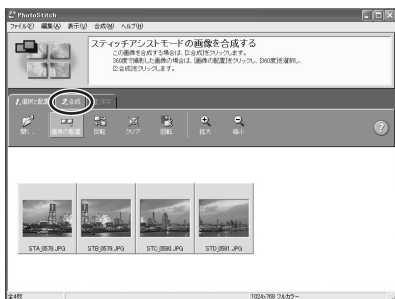 PhotoStitch
ファイル(F) 編集(A) 表示(V) 合成(M) ヘルプ(H)
スティッチアシストモードの画像を合成する
この画像を合成する場合は、[2.合成]をクリックします。
360度で撮影した画像の場合は、[画像の配置]をクリックし、[360度]を選択し、
[2.合成]をクリックします。
1.選択と配置 2.合成 3.保存
開く... 画像の配置 反転 クリア 回転 拡大 縮小
STA_0578.JPG STB_0579.JPG STC_0580.JPG STD_0581.JPG
全4枚 1024x768 フルカラー